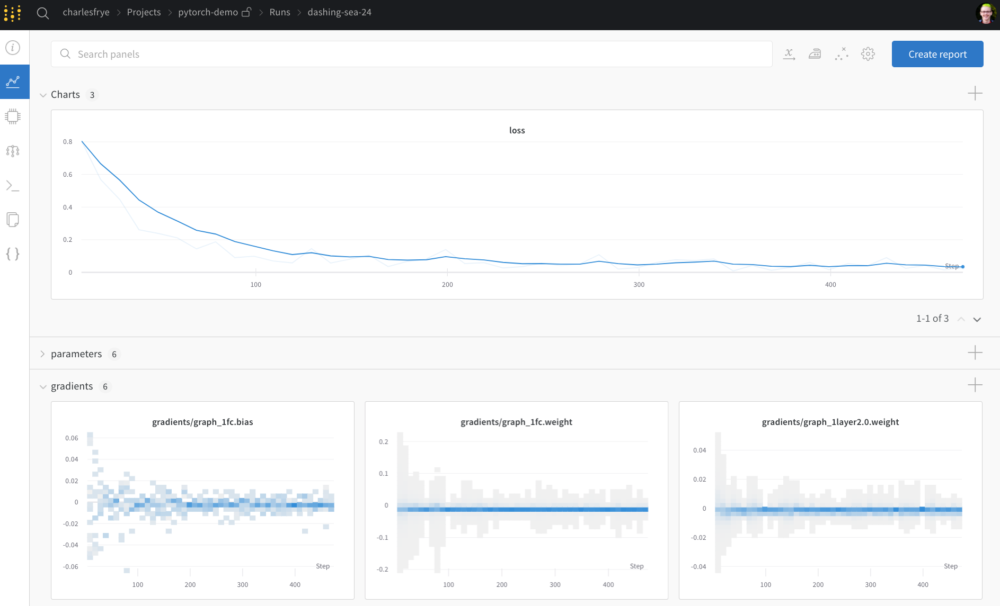 charlesfrye > Projects > pytorch-demo > Runs > dashing-sea-24
Search panels
Create report
Charts 3
loss
0.8
0.6
0.4
0.2
0
Step
100 200 300 400
1-1 of 3
parameters 6
gradients 6
gradients/graph_1fc.bias
0.06
0.04
0.02
0
-0.02
-0.04
-0.06
Step
100 200 300 400
gradients/graph_1fc.weight
0.2
0.1
0
-0.1
-0.2
Step
100 200 300 400
gradients/graph_1layer2.0.weight
0.04
0.02
0
-0.02
-0.04
Step
100 200 300 400